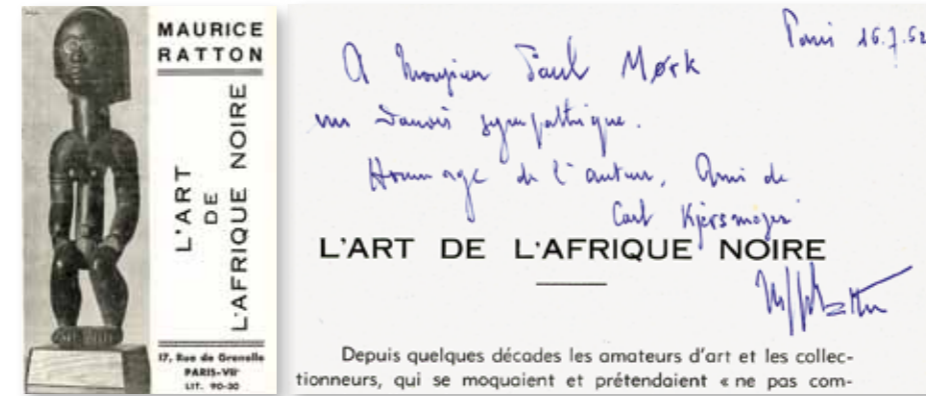 MAURICE
RATTON
L'ART
DE
L'AFRIQUE NOIRE
17, Rue de Grenelle
PARIS-VIIᵉ
LIT. 90-30
Paris 16.7.52
A Monsieur Paul Mørk
un Danois sympathique.
Hommage de l'auteur, Ami de
Carl Kjersmeier
L'ART DE L'AFRIQUE NOIRE
Depuis quelques décades les amateurs d'art et les collec-
tionneurs, qui se moquaient et prétendaient « ne pas com-